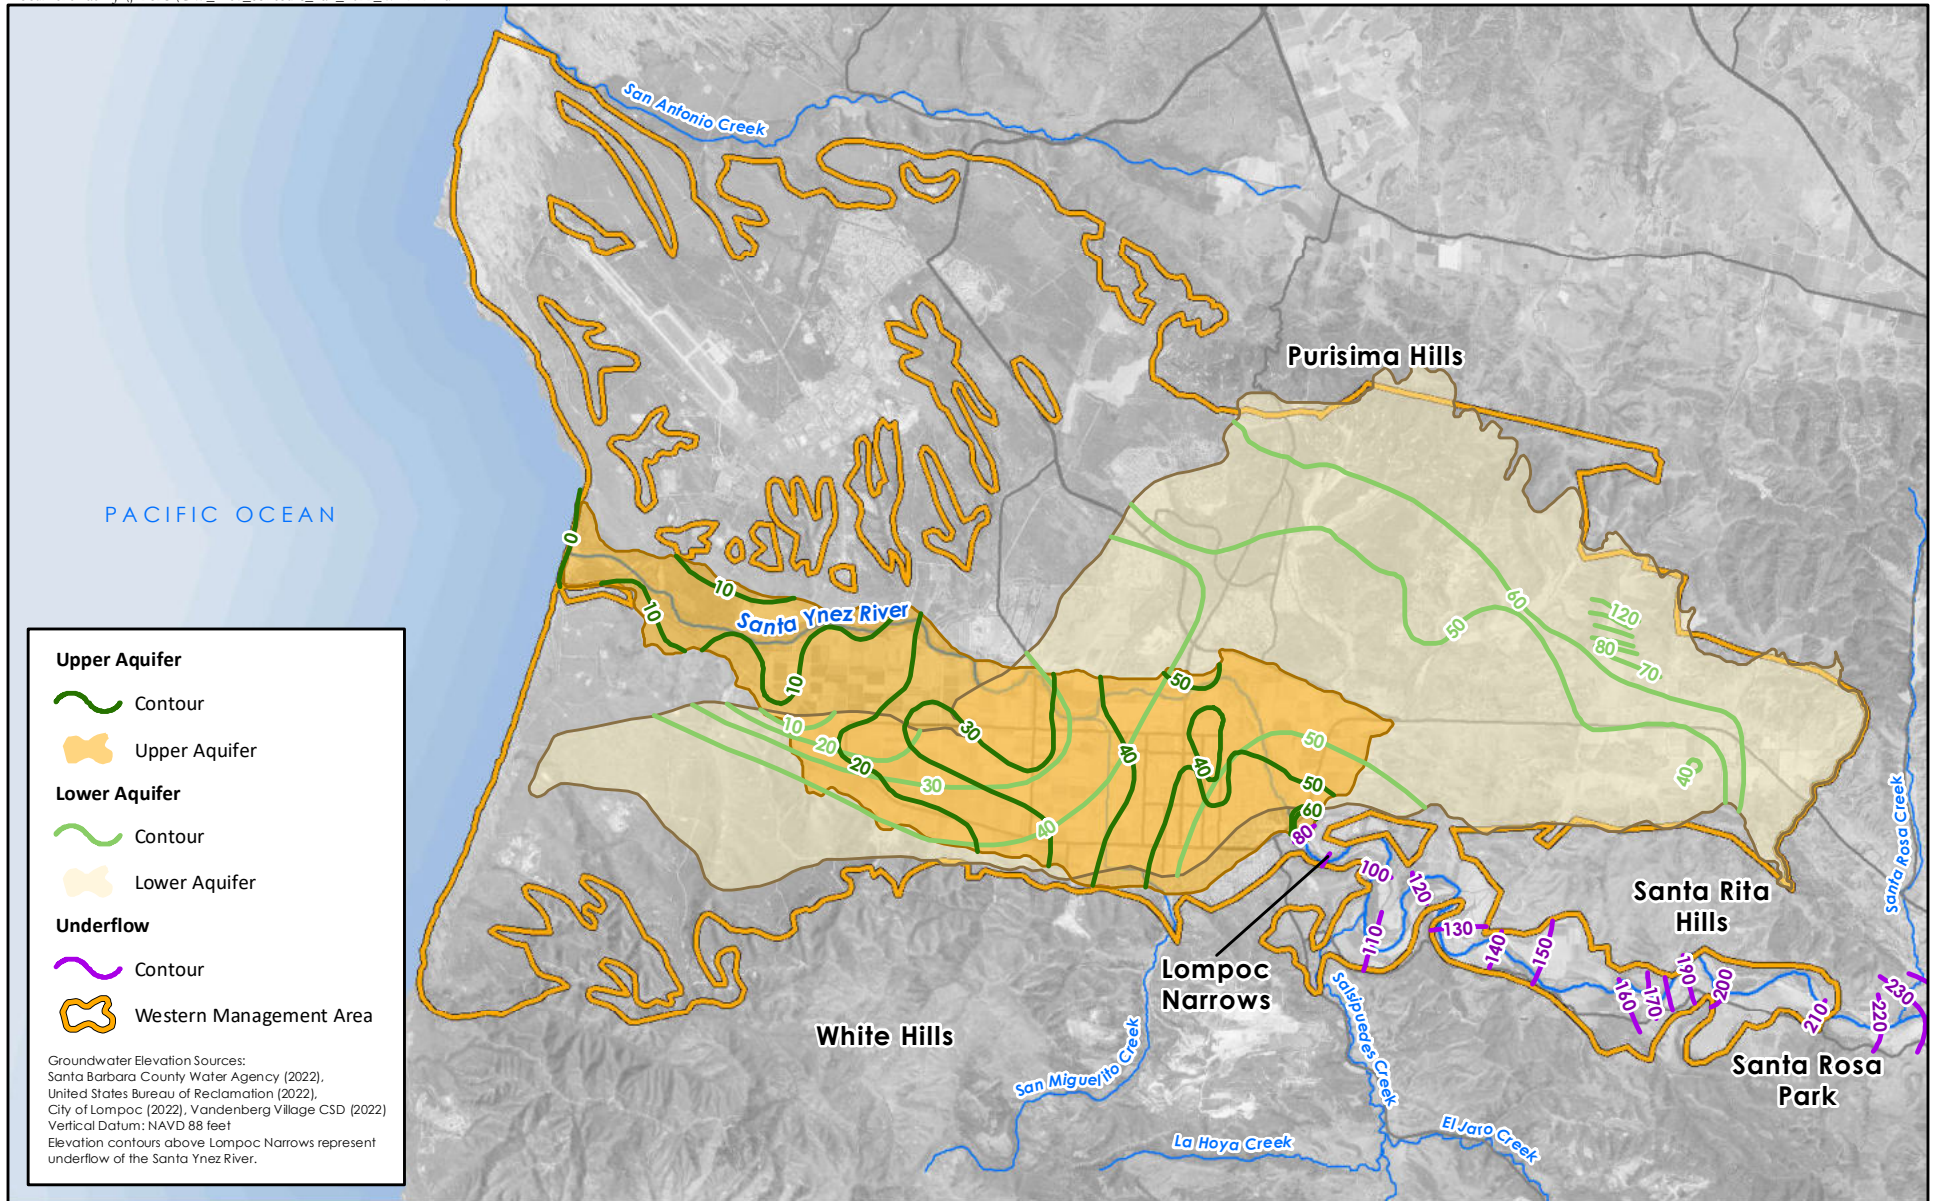 San Antonio Creek
Purisima Hills
PACIFIC OCEAN
0
10
10
Santa Ynez River
10
50
30
40
40
20
50
60
10
20
30
40
50
60
50
120
80
70
40
80
100
120
110
130
140
150
160
170
190
200
210
220
230
Santa Rosa Creek
Santa Rita
Hills
Lompoc
Narrows
Santa Rosa
Park
White Hills
Salsipuedes Creek
San Miguelito Creek
La Hoya Creek
El Jaro Creek
Upper Aquifer
Contour
Upper Aquifer
Lower Aquifer
Contour
Lower Aquifer
Underflow
Contour
Western Management Area
Groundwater Elevation Sources:
Santa Barbara County Water Agency (2022),
United States Bureau of Reclamation (2022),
City of Lompoc (2022), Vandenberg Village CSD (2022)
Vertical Datum: NAVD 88 feet
Elevation contours above Lompoc Narrows represent
underflow of the Santa Ynez River.